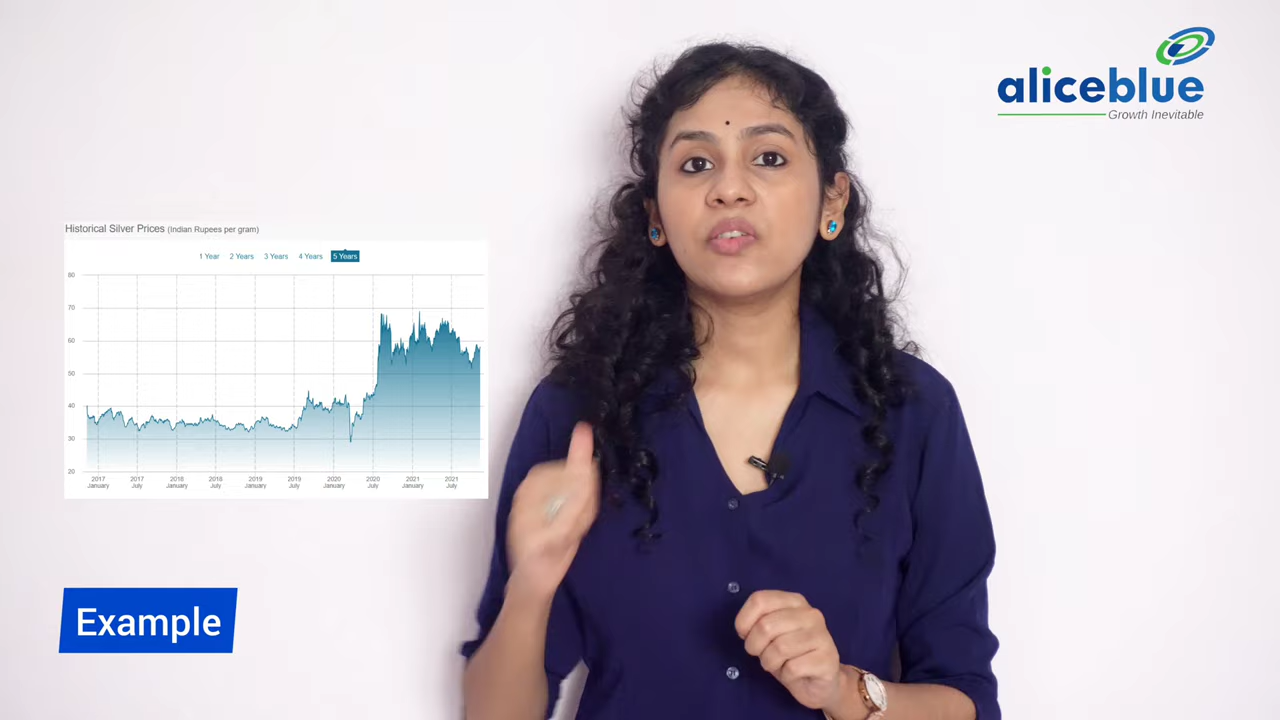 aliceblue
Growth Inevitable
Historical Silver Prices (Indian Rupees per gram)
1 Year 2 Years 3 Years 4 Years 5 Years
80
70
60
50
40
30
20
2017 2017 2018 2018 2019 2019 2020 2020 2021 2021
January July January July January July January July January July
Example